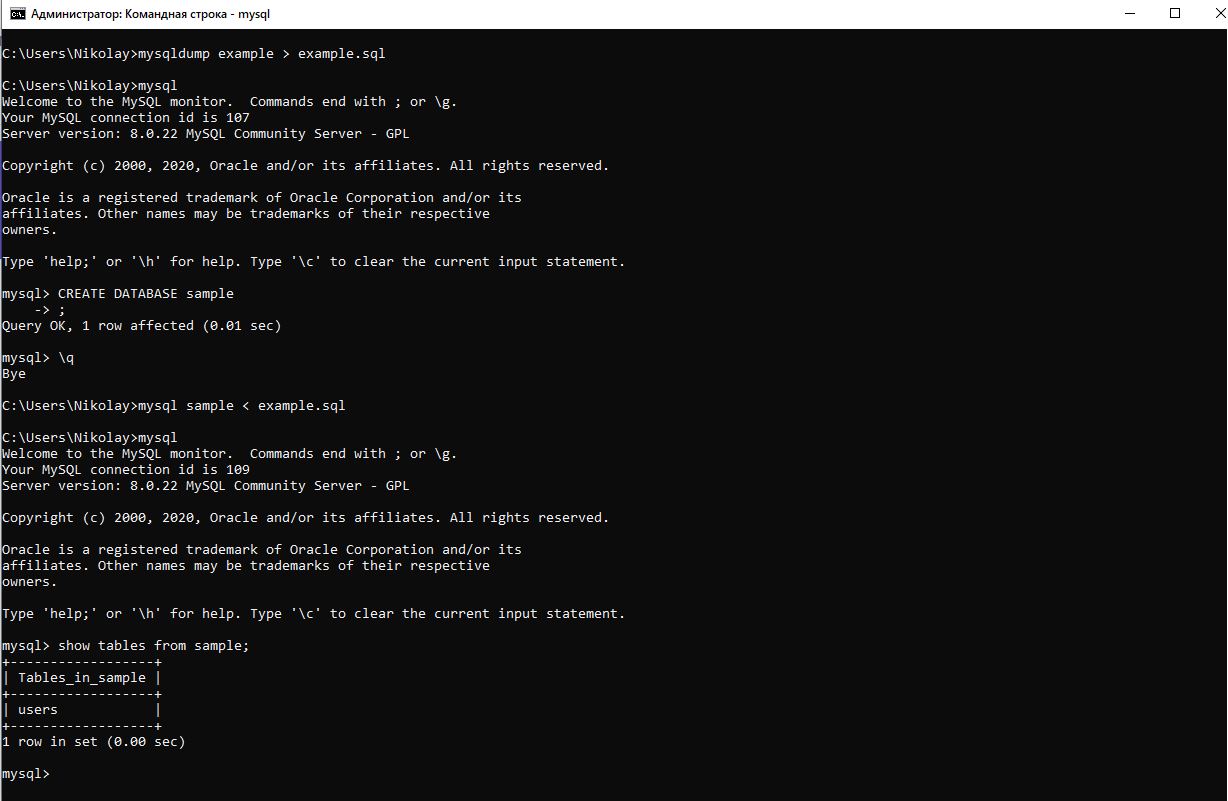 Администратор: Командная строка - mysql
C:\Users\Nikolay>mysqldump example > example.sql
C:\Users\Nikolay>mysql
Welcome to the MySQL monitor.  Commands end with ; or \g.
Your MySQL connection id is 107
Server version: 8.0.22 MySQL Community Server - GPL
Copyright (c) 2000, 2020, Oracle and/or its affiliates. All rights reserved.
Oracle is a registered trademark of Oracle Corporation and/or its
affiliates. Other names may be trademarks of their respective
owners.
Type 'help;' or '\h' for help. Type '\c' to clear the current input statement.
mysql> CREATE DATABASE sample
    -> ;
Query OK, 1 row affected (0.01 sec)
mysql> \q
Bye
C:\Users\Nikolay>mysql sample < example.sql
C:\Users\Nikolay>mysql
Welcome to the MySQL monitor.  Commands end with ; or \g.
Your MySQL connection id is 109
Server version: 8.0.22 MySQL Community Server - GPL
Copyright (c) 2000, 2020, Oracle and/or its affiliates. All rights reserved.
Oracle is a registered trademark of Oracle Corporation and/or its
affiliates. Other names may be trademarks of their respective
owners.
Type 'help;' or '\h' for help. Type '\c' to clear the current input statement.
mysql> show tables from sample;
+------------------+
| Tables_in_sample |
+------------------+
| users            |
+------------------+
1 row in set (0.00 sec)
mysql>